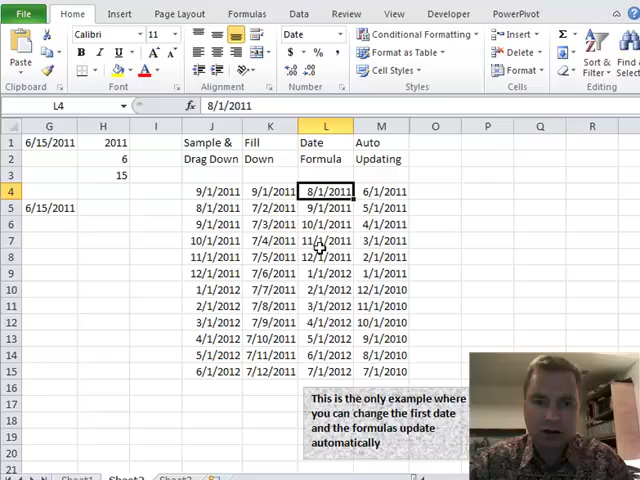 File Home Insert Page Layout Formulas Data Review View Developer PowerPivot
Calibri 11 Date Conditional Formatting Insert
Format as Table Delete
Paste Cell Styles Format Sort & Filter
Clipboard Font Alignment Number Styles Cells
L4 fx 8/1/2011
G H I J K L M O P Q R
1 6/15/2011 2011 Sample & Fill Date Auto
2 6 Drag Down Down Formula Updating
3 15
4 9/1/2011 9/1/2011 8/1/2011 6/1/2011
5 6/15/2011 8/1/2011 7/2/2011 9/1/2011 5/1/2011
6 9/1/2011 7/3/2011 10/1/2011 4/1/2011
7 10/1/2011 7/4/2011 11/1/2011 3/1/2011
8 11/1/2011 7/5/2011 12/1/2011 2/1/2011
9 12/1/2011 7/6/2011 1/1/2012 1/1/2011
10 1/1/2012 7/7/2011 2/1/2012 12/1/2010
11 2/1/2012 7/8/2011 3/1/2012 11/1/2010
12 3/1/2012 7/9/2011 4/1/2012 10/1/2010
13 4/1/2012 7/10/2011 5/1/2012 9/1/2010
14 5/1/2012 7/11/2011 6/1/2012 8/1/2010
15 6/1/2012 7/12/2011 7/1/2012 7/1/2010
16
17 This is the only example where
18 you can change the first date
19 and the formulas update
20 automatically
21
Sheet1 Sheet2 Sheet3